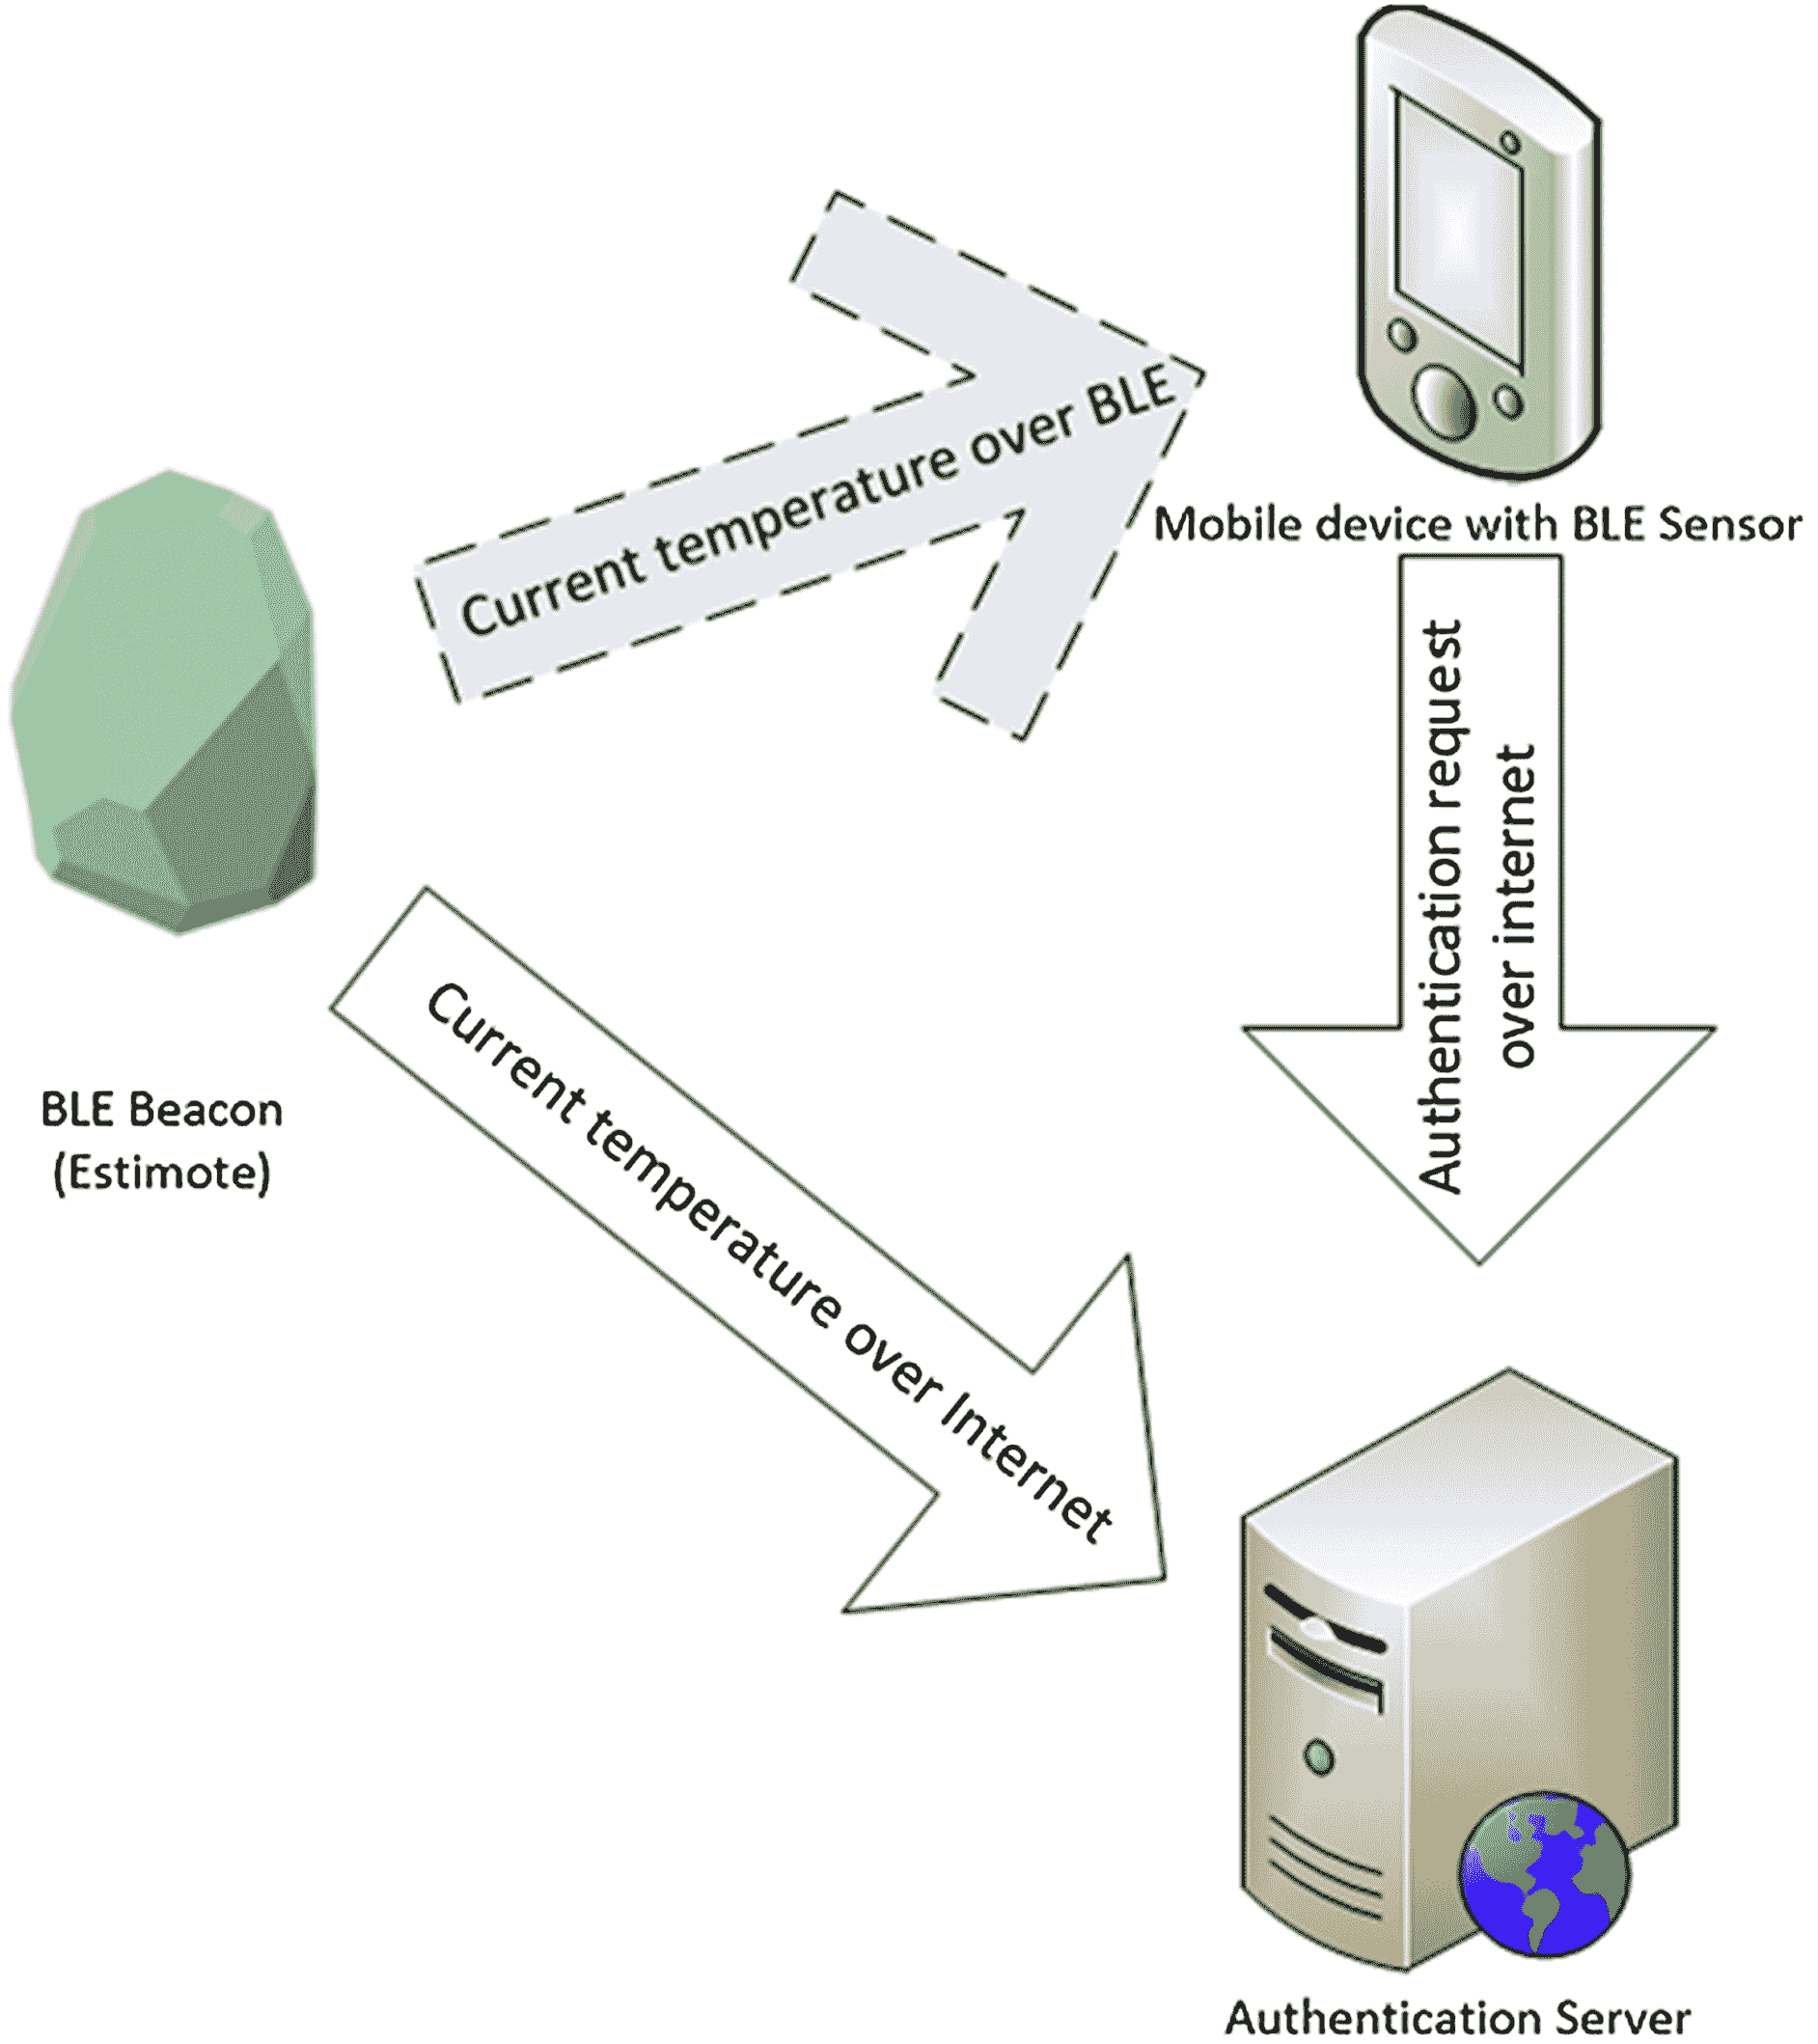 Current temperature over BLE
Mobile device with BLE Sensor
Authentication request
over internet
BLE Beacon
(Estimote)
Current temperature over Internet
Authentication Server